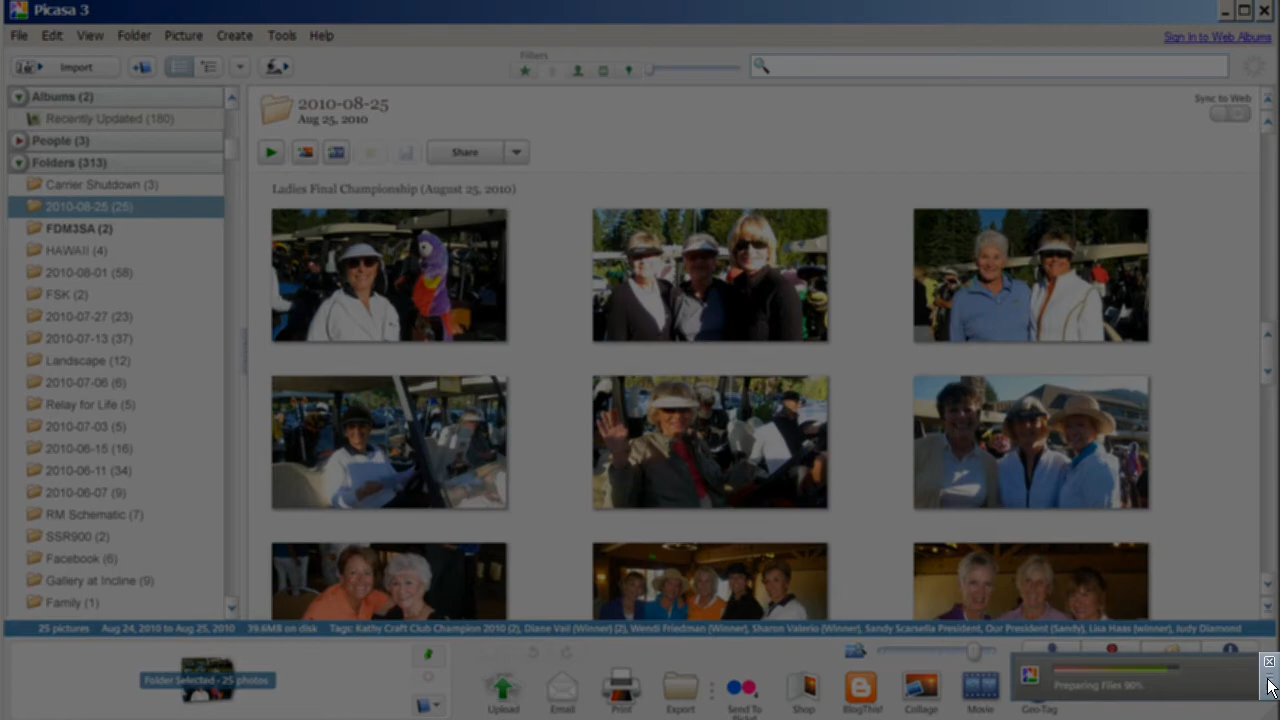 Picasa 3
File Edit View Folder Picture Create Tools Help
Sign In to Web Albums
Import
Filters
Albums (2)
Recently Updated (180)
People (3)
Folders (313)
Carrier Shutdown (3)
2010-08-25 (25)
FDM3SA (2)
HAWAII (4)
2010-08-01 (58)
FSK (2)
2010-07-27 (23)
2010-07-13 (37)
Landscape (12)
2010-07-06 (6)
Relay for Life (5)
2010-07-03 (5)
2010-06-15 (16)
2010-06-11 (34)
2010-06-07 (9)
RM Schematic (7)
SSR900 (2)
Facebook (6)
Gallery at Incline (9)
Family (1)
2010-08-25
Aug 25, 2010
Sync to Web
Share
Ladies Final Championship (August 25, 2010)
25 pictures Aug 24, 2010 to Aug 25, 2010 39.6MB on disk Tags: Kathy Craft Club Champion 2010 (2), Diane Vail (Winner) (2), Wendi Friedman (Winner), Sharon Valerio (Winner), Sandy Scarsella President, Our President (Sandy), Lisa Haas (winner), Judy Diamond
Folder Selected - 25 photos
Upload Email Print Export Send To Shop BlogThis! Collage Movie Geo-Tag
Preparing Files 90%